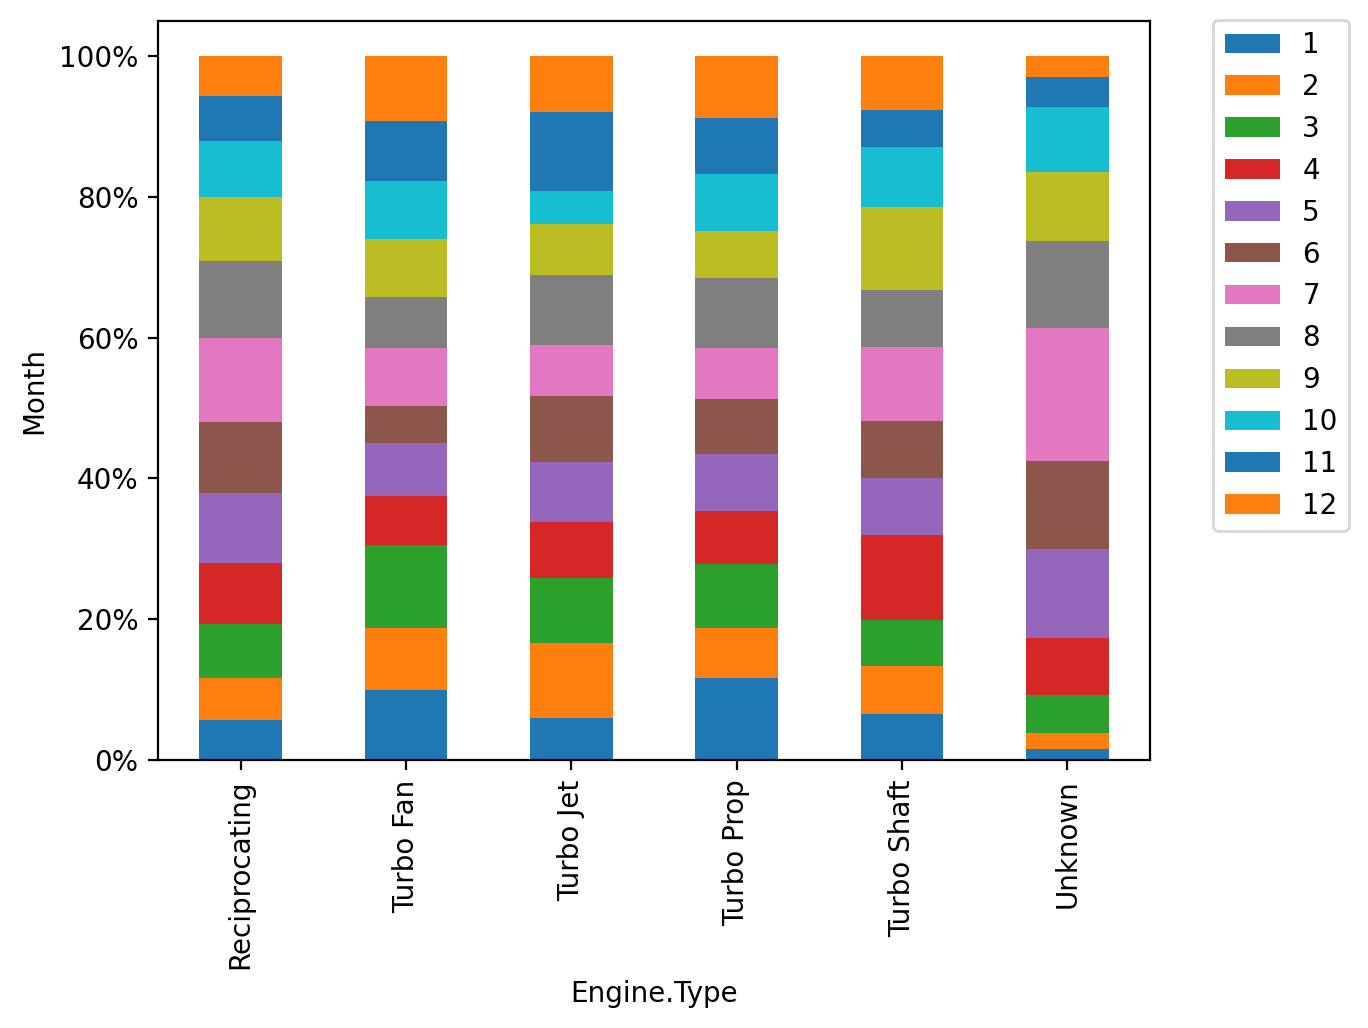 100%
80%
60%
40%
20%
0%
Month
Reciprocating
Turbo Fan
Turbo Jet
Turbo Prop
Turbo Shaft
Unknown
Engine.Type
1
2
3
4
5
6
7
8
9
10
11
12